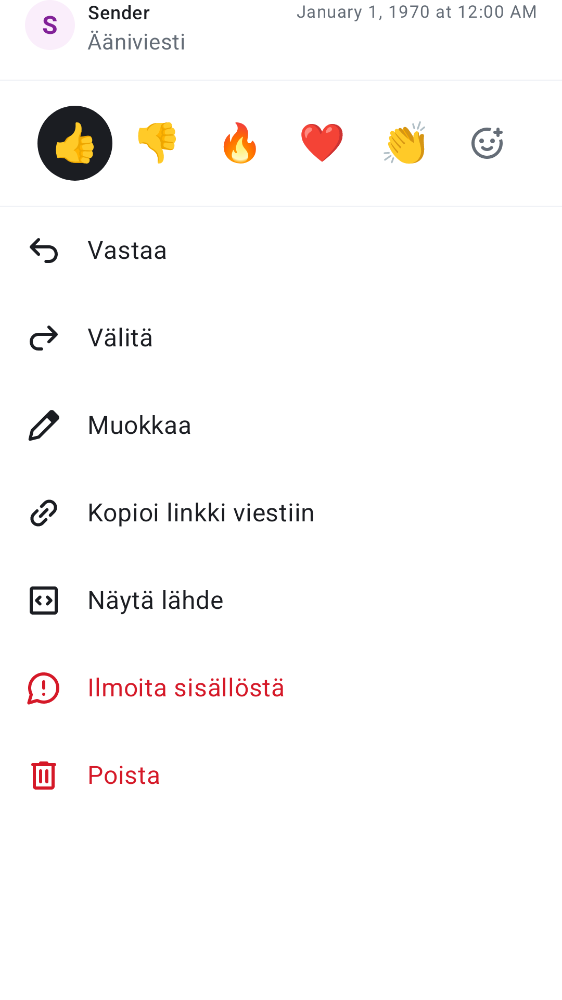 S
Sender
January 1, 1970 at 12:00 AM
Ääniviesti
Vastaa
Välitä
Muokkaa
Kopioi linkki viestiin
Näytä lähde
Ilmoita sisällöstä
Poista